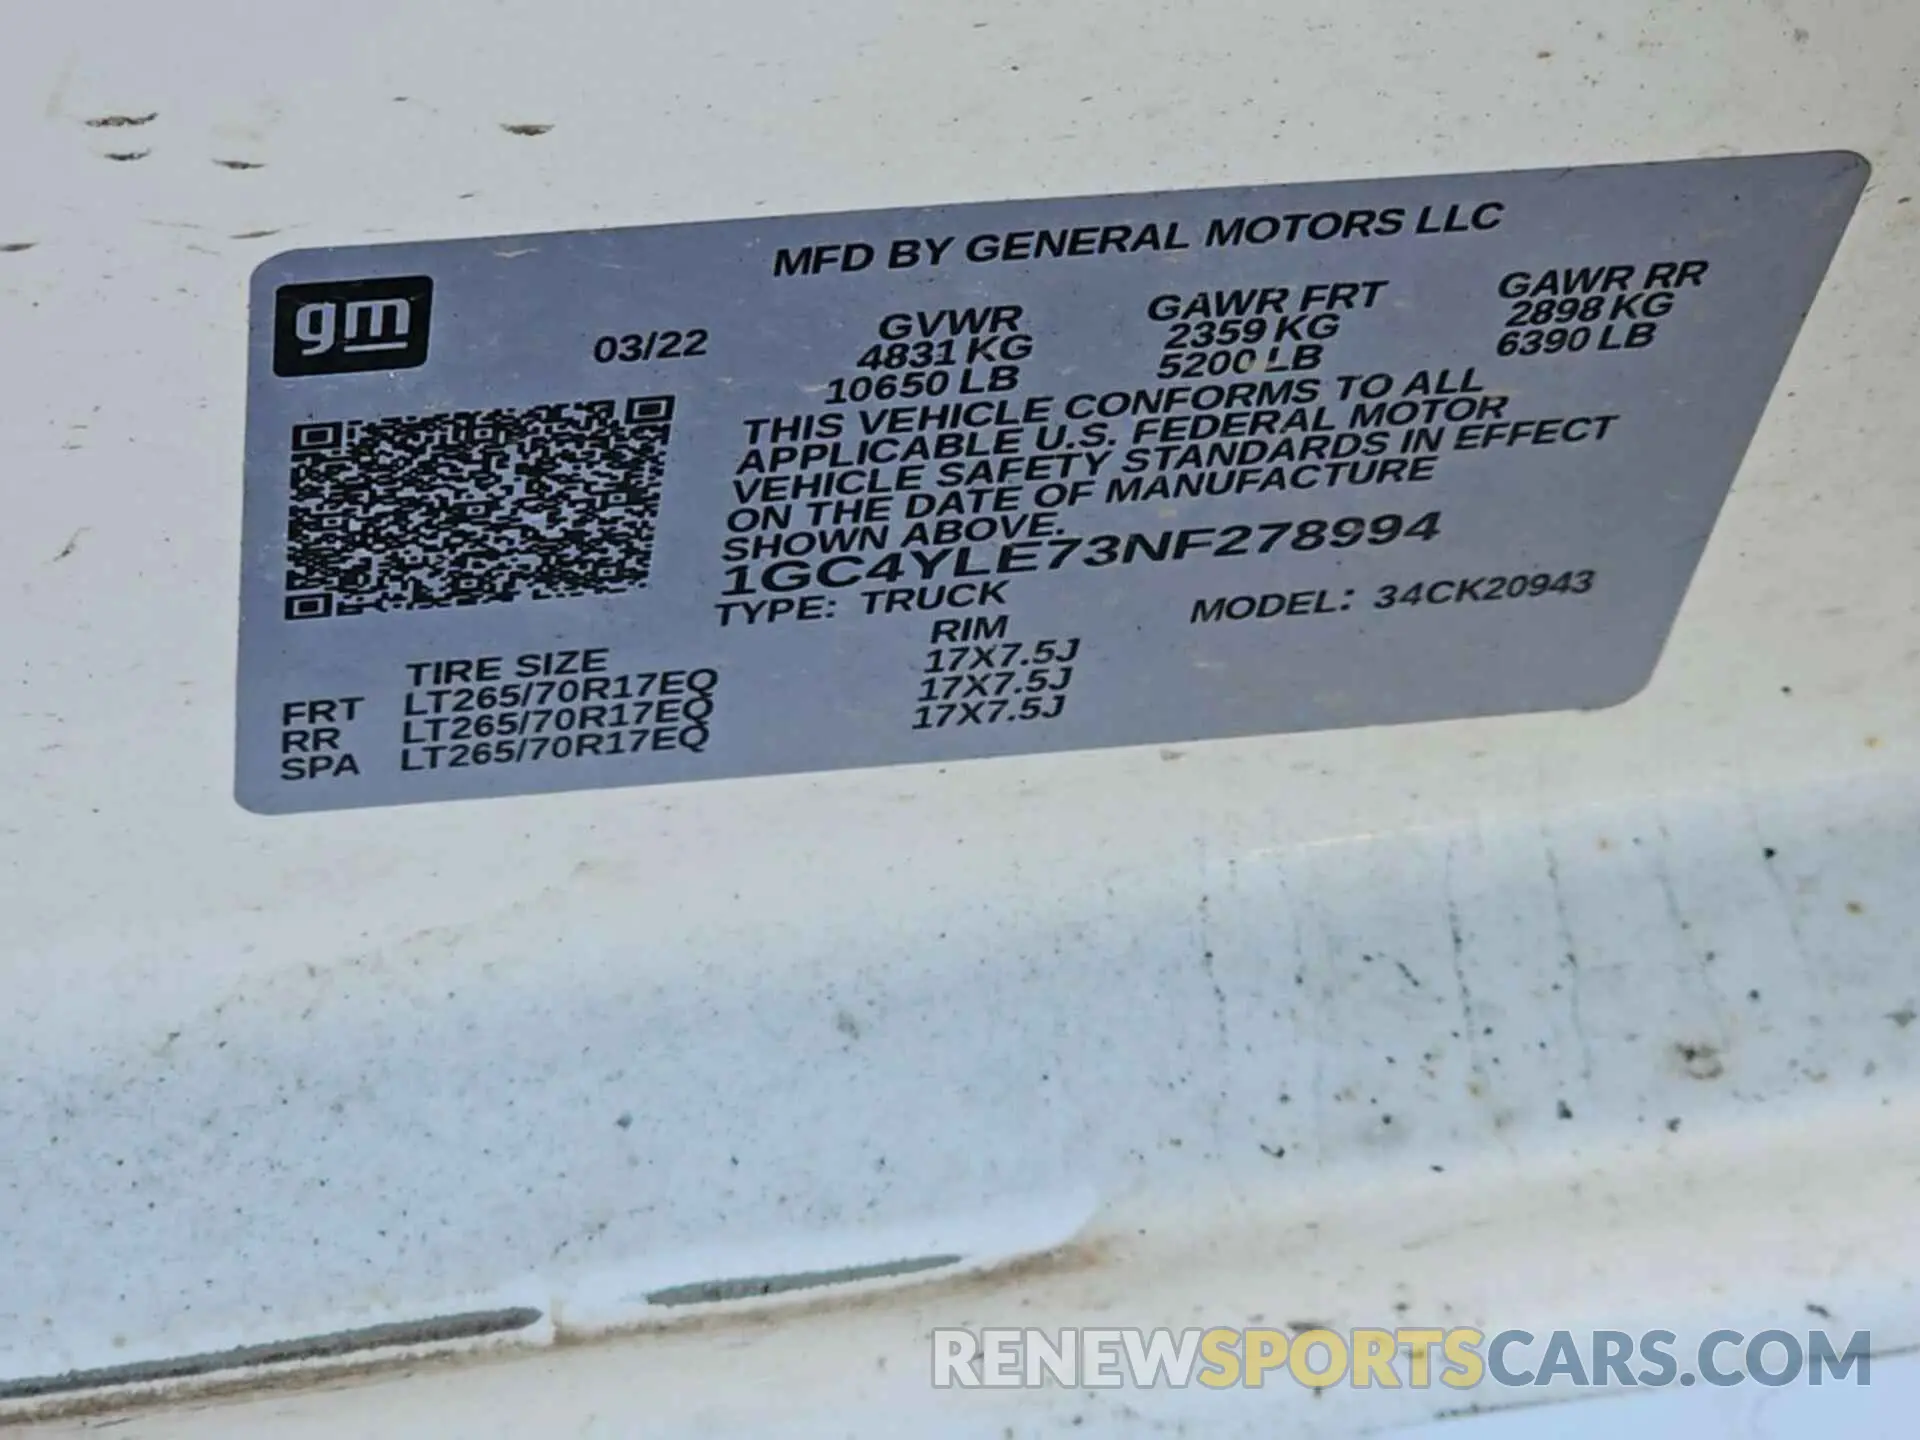 MFD BY GENERAL MOTORS LLC
gm
03/22
GVWR GAWR FRT GAWR RR
4831 KG 2359 KG 2898 KG
10650 LB 5200 LB 6390 LB
THIS VEHICLE CONFORMS TO ALL
APPLICABLE U.S. FEDERAL MOTOR
VEHICLE SAFETY STANDARDS IN EFFECT
ON THE DATE OF MANUFACTURE
SHOWN ABOVE.
1GC4YLE73NF278994
TYPE: TRUCK MODEL: 34CK20943
TIRE SIZE RIM
FRT LT265/70R17EQ 17X7.5J
RR LT265/70R17EQ 17X7.5J
SPA LT265/70R17EQ 17X7.5J
RENEWSPORTSCARS.COM